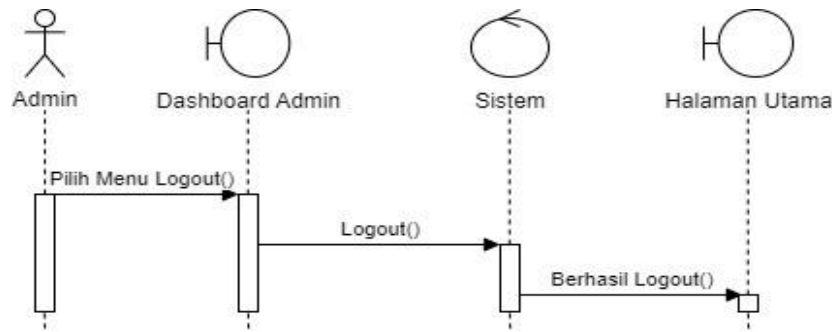 Admin
Dashboard Admin
Sistem
Halaman Utama
Pilih Menu Logout()
Logout()
Berhasil Logout()